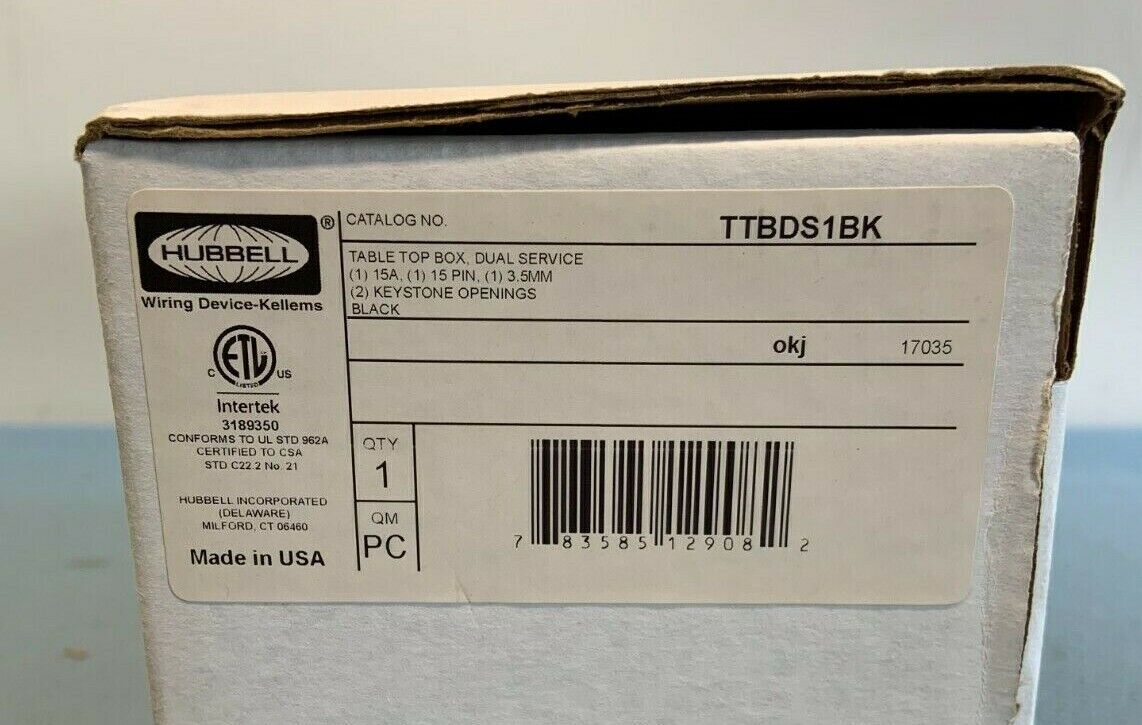 HUBBELL ®
Wiring Device-Kellems
C ETL LISTED US
Intertek
3189350
CONFORMS TO UL STD 962A
CERTIFIED TO CSA
STD C22.2 No. 21
HUBBELL INCORPORATED
(DELAWARE)
MILFORD, CT 06460
Made in USA
CATALOG NO. TTBDS1BK
TABLE TOP BOX, DUAL SERVICE
(1) 15A, (1) 15 PIN, (1) 3.5MM
(2) KEYSTONE OPENINGS
BLACK
okj 17035
QTY
1
QM
PC
7 83585 12908 2